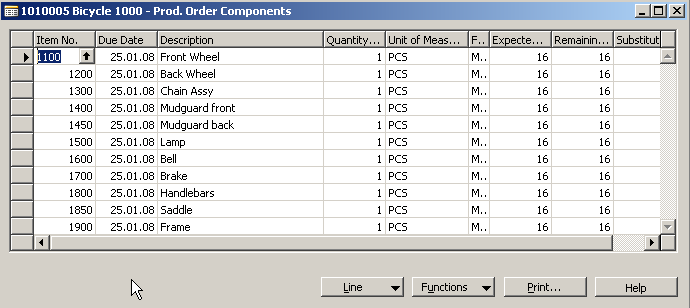 1010005 Bicycle 1000 - Prod. Order Components
Item No. Due Date Description Quantity... Unit of Meas... F.. Expecte... Remainin... Substitut
1100 25.01.08 Front Wheel 1 PCS M.. 16 16
1200 25.01.08 Back Wheel 1 PCS M.. 16 16
1300 25.01.08 Chain Assy 1 PCS M.. 16 16
1400 25.01.08 Mudguard front 1 PCS M.. 16 16
1450 25.01.08 Mudguard back 1 PCS M.. 16 16
1500 25.01.08 Lamp 1 PCS M.. 16 16
1600 25.01.08 Bell 1 PCS M.. 16 16
1700 25.01.08 Brake 1 PCS M.. 16 16
1800 25.01.08 Handlebars 1 PCS M.. 16 16
1850 25.01.08 Saddle 1 PCS M.. 16 16
1900 25.01.08 Frame 1 PCS M.. 16 16
Line Functions Print... Help